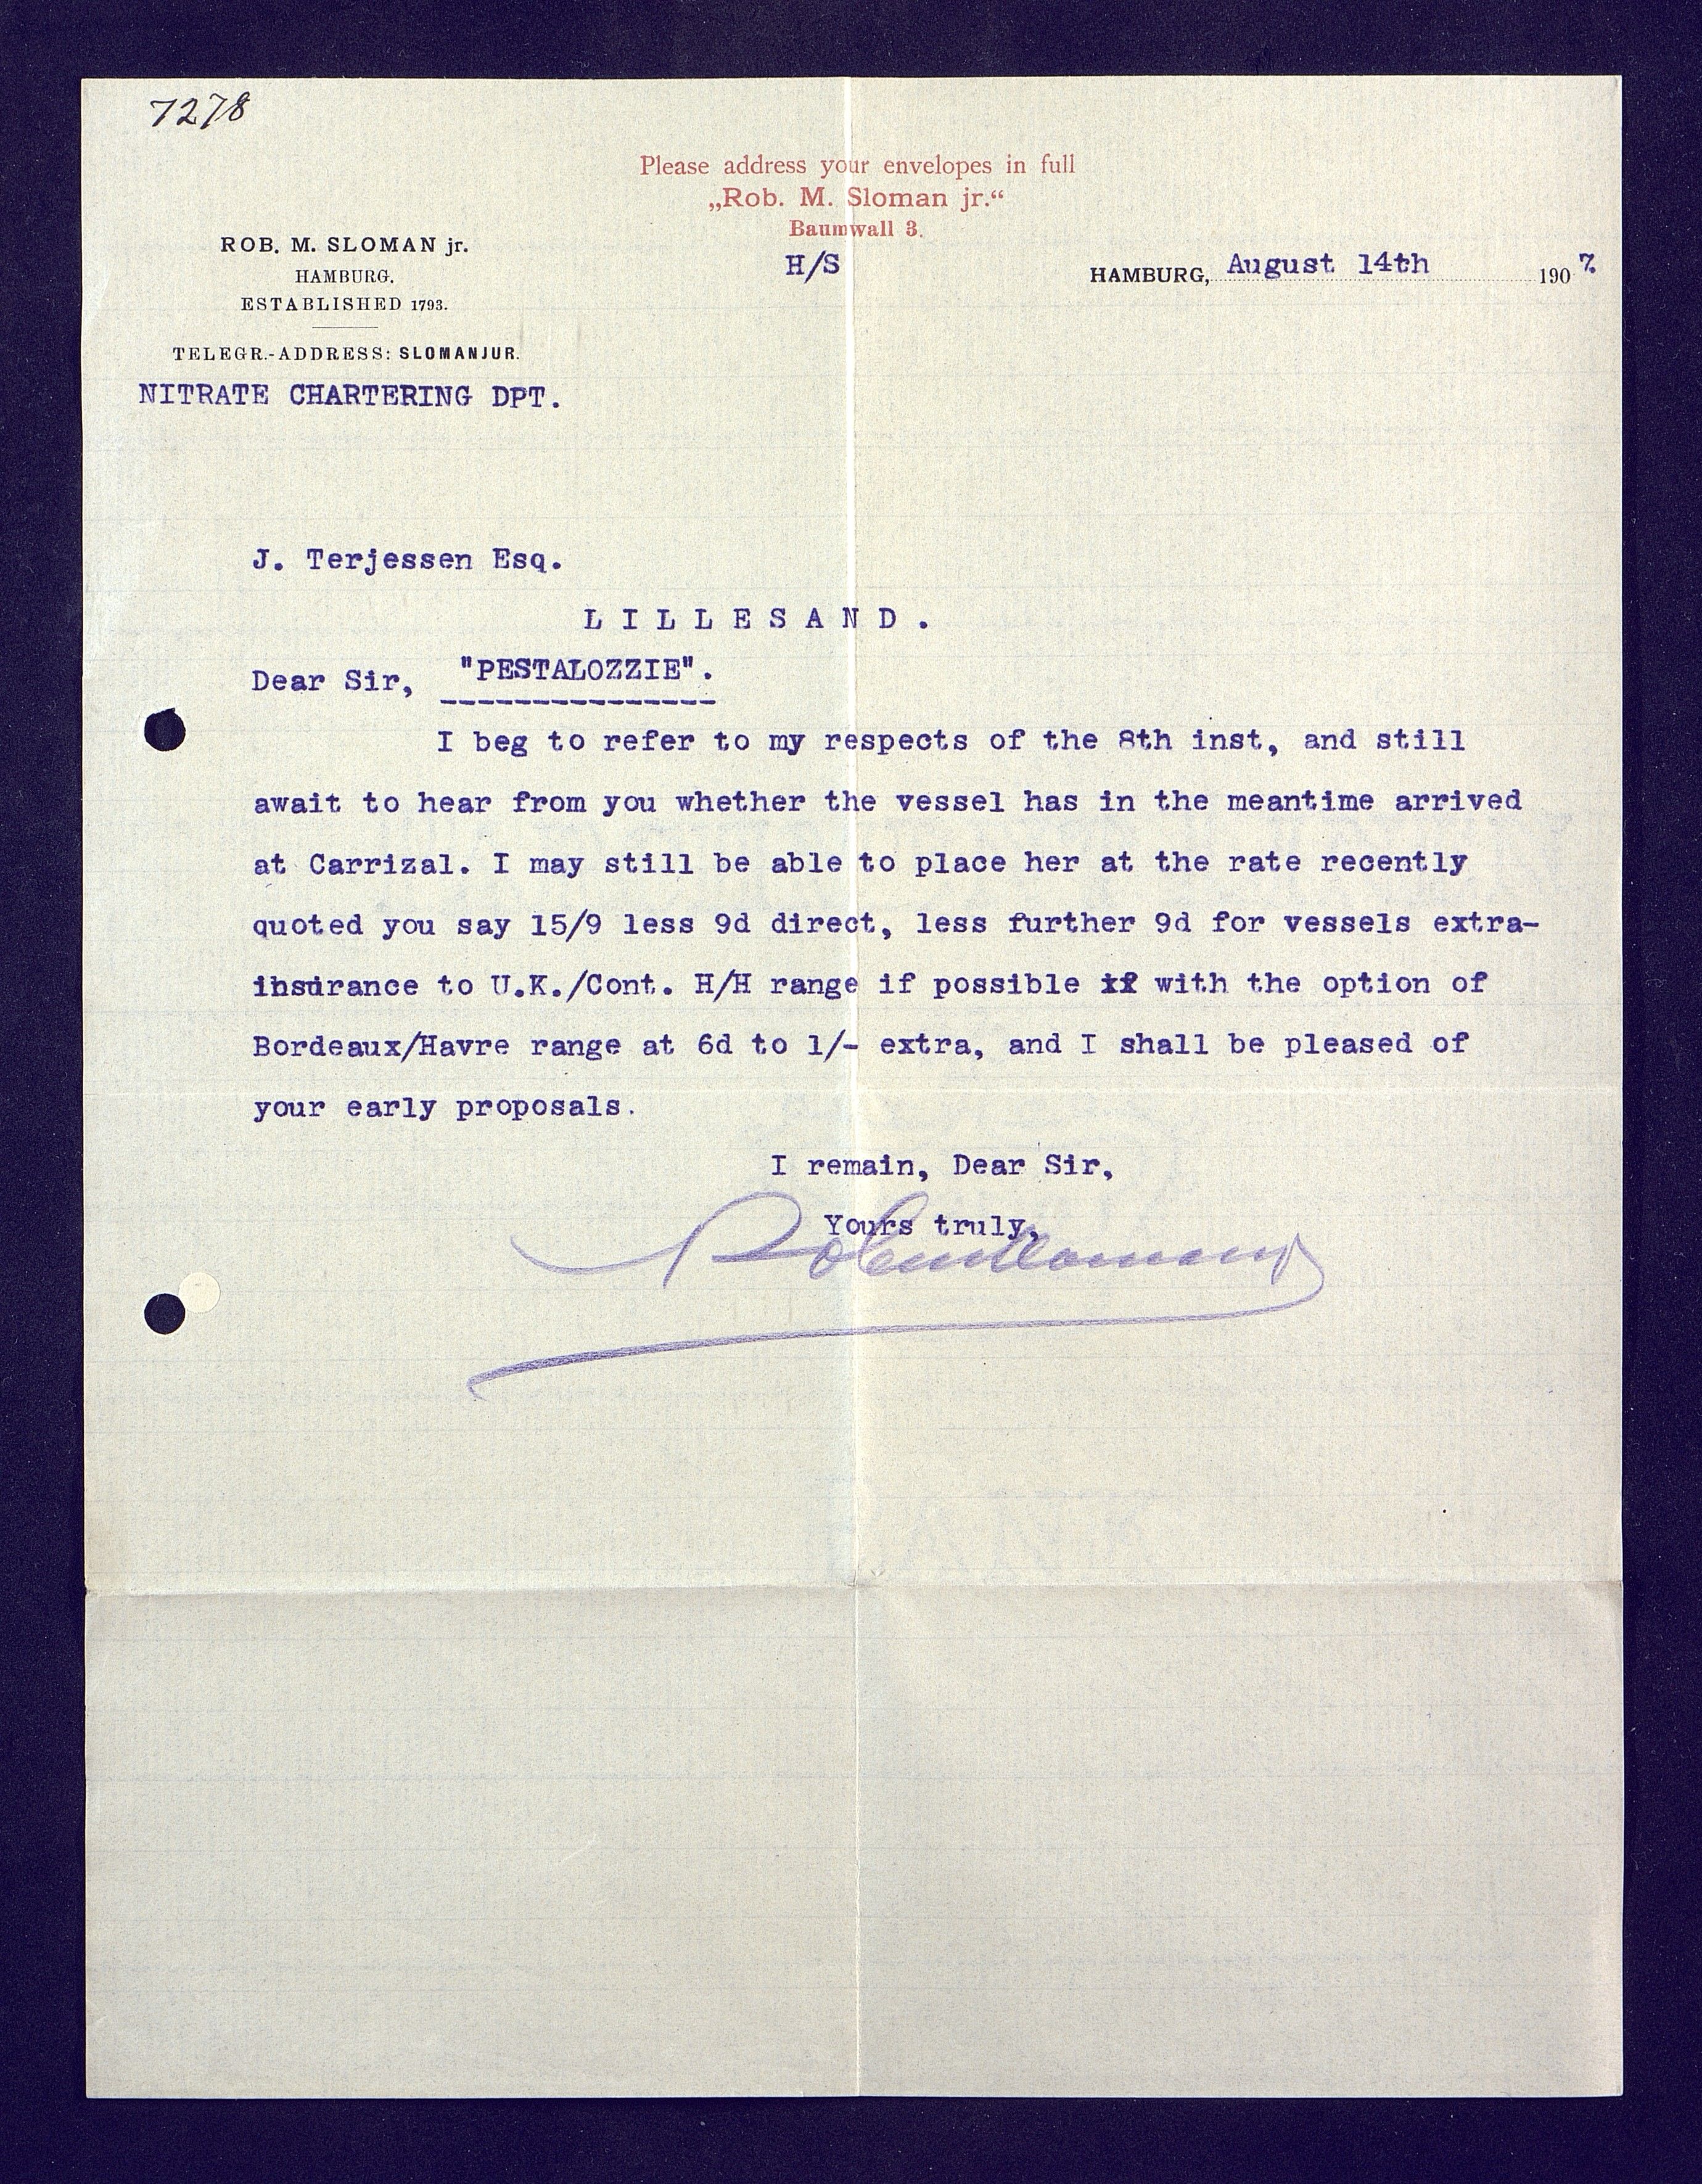 7278
Please address your envelopes in full
„Rob. M. Sloman jr.“
Baumwall 3.
ROB. M. SLOMAN jr.
HAMBURG.
ESTABLISHED 1793.
TELEGR.-ADDRESS: SLOMANJUR.
NITRATE CHARTERING DPT.
H/S
HAMBURG, August 14th 1907.
J. Terjessen Esq.
LILLESAND.
Dear Sir, "PESTALOZZIE".
I beg to refer to my respects of the 8th inst, and still
await to hear from you whether the vessel has in the meantime arrived
at Carrizal. I may still be able to place her at the rate recently
quoted you say 15/9 less 9d direct, less further 9d for vessels extra-
insurance to U.K./Cont. H/H range if possible with the option of
Bordeaux/Havre range at 6d to 1/- extra, and I shall be pleased of
your early proposals.
I remain, Dear Sir,
Yours truly,
Rob M Sloman jr